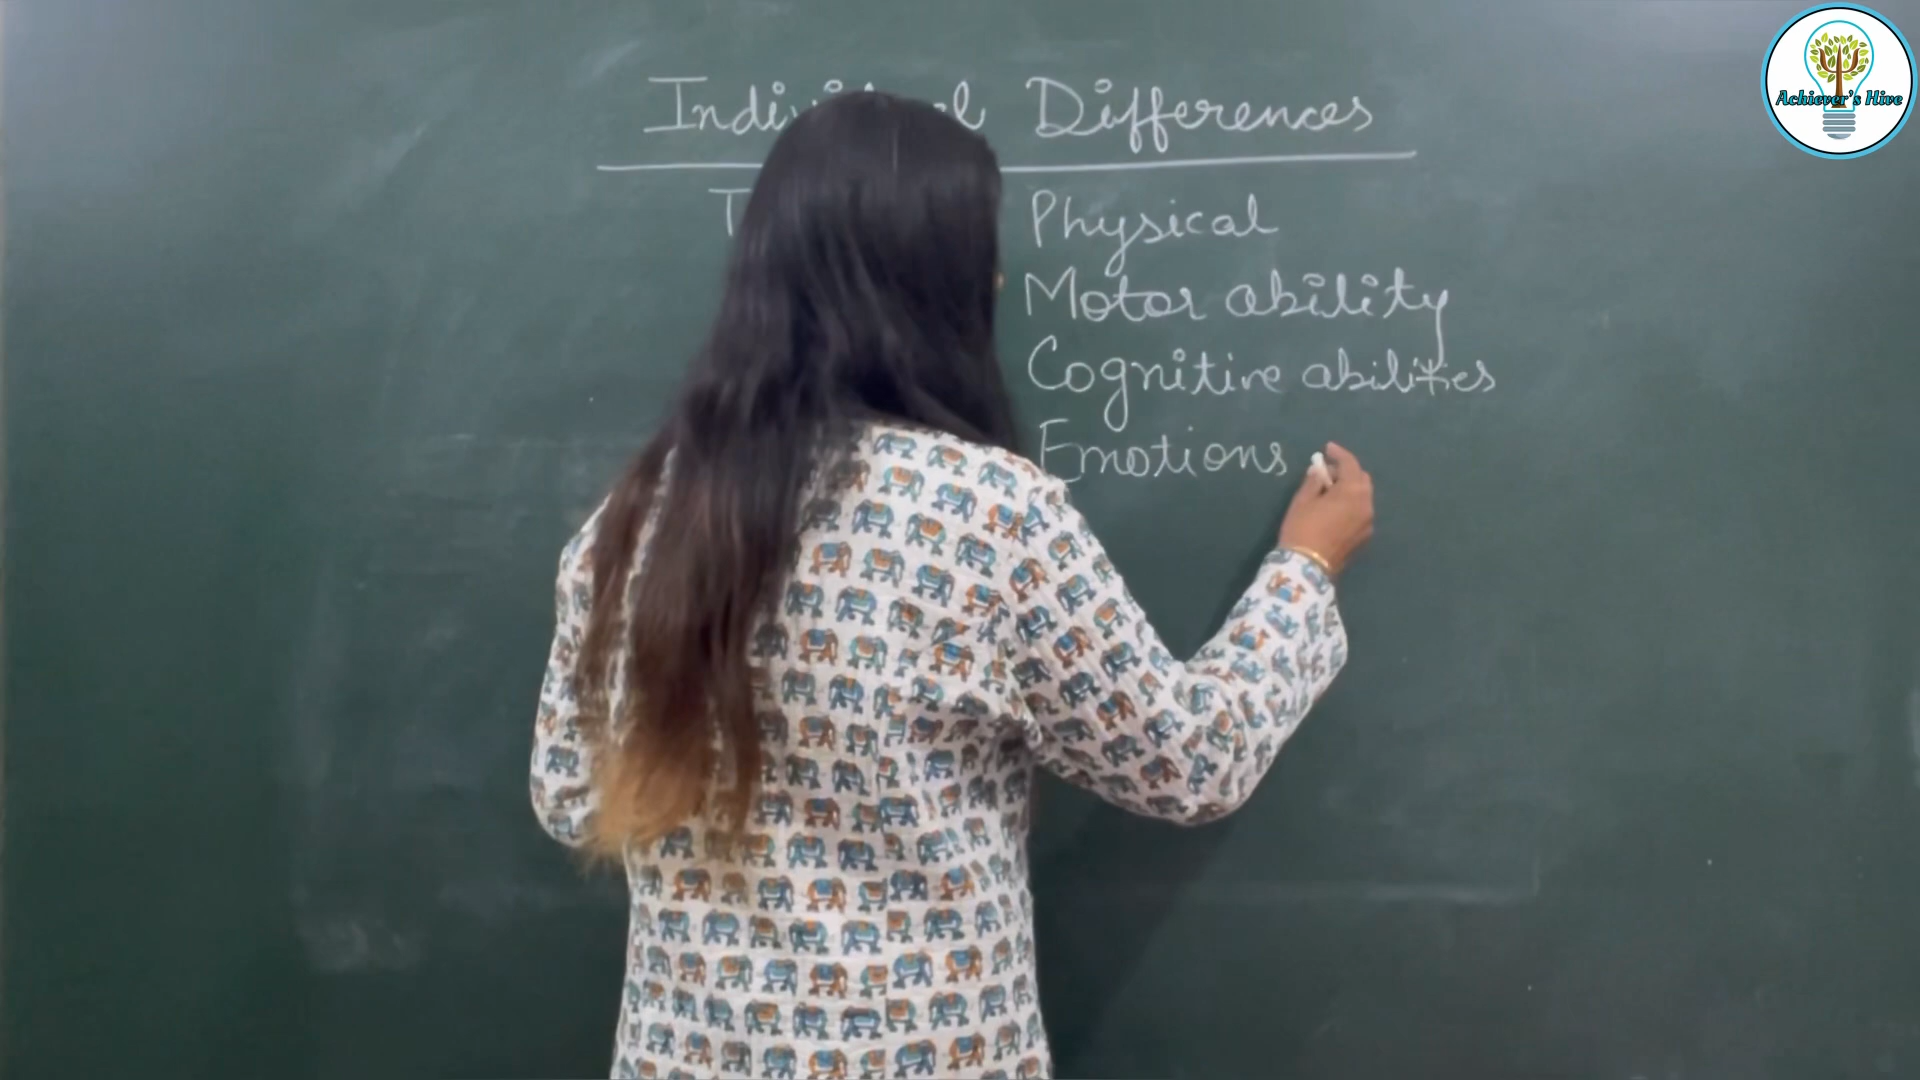 Differences
Physical
Motor ability
Cognitive abilities
Emotions
Achiever's Hive